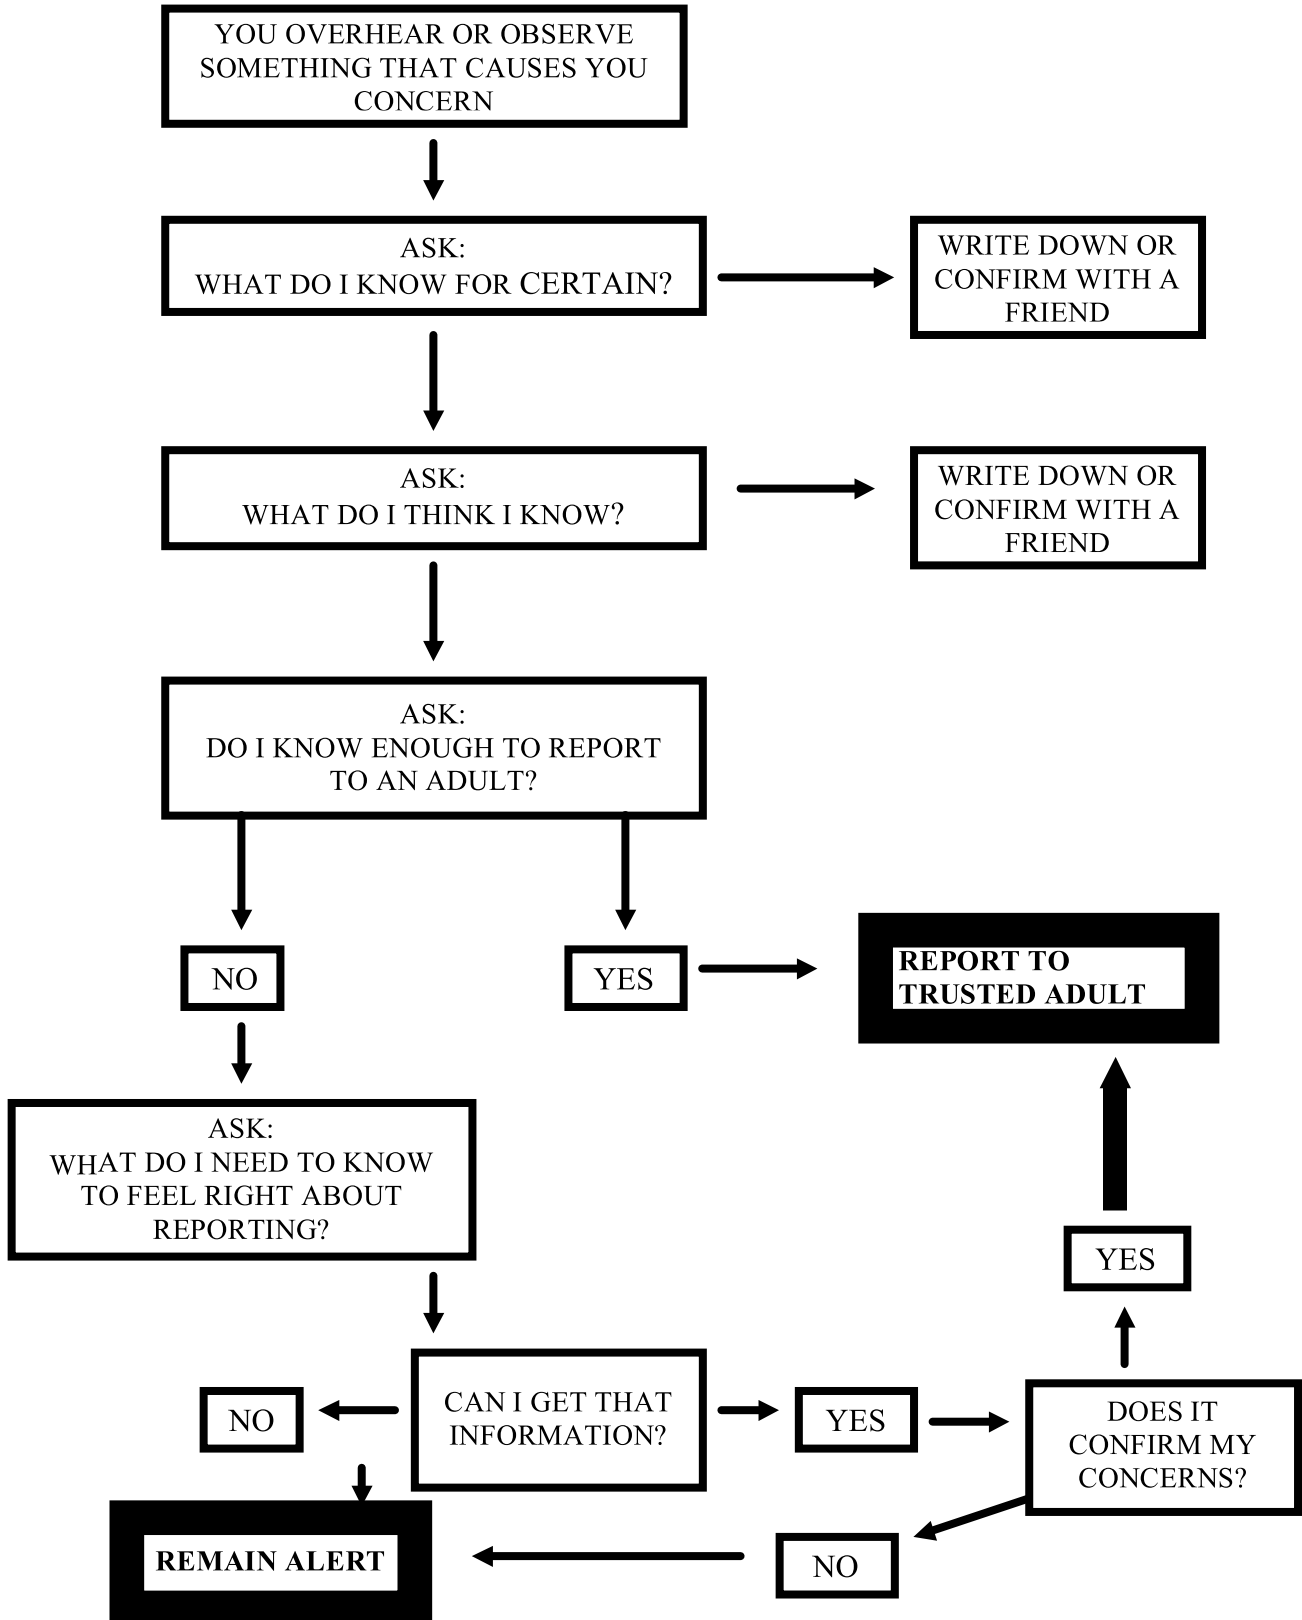 YOU OVERHEAR OR OBSERVE
SOMETHING THAT CAUSES YOU
CONCERN
ASK:
WHAT DO I KNOW FOR CERTAIN?
WRITE DOWN OR
CONFIRM WITH A
FRIEND
ASK:
WHAT DO I THINK I KNOW?
WRITE DOWN OR
CONFIRM WITH A
FRIEND
ASK:
DO I KNOW ENOUGH TO REPORT
TO AN ADULT?
NO
YES
REPORT TO
TRUSTED ADULT
ASK:
WHAT DO I NEED TO KNOW
TO FEEL RIGHT ABOUT
REPORTING?
YES
NO
CAN I GET THAT
INFORMATION?
YES
DOES IT
CONFIRM MY
CONCERNS?
REMAIN ALERT
NO